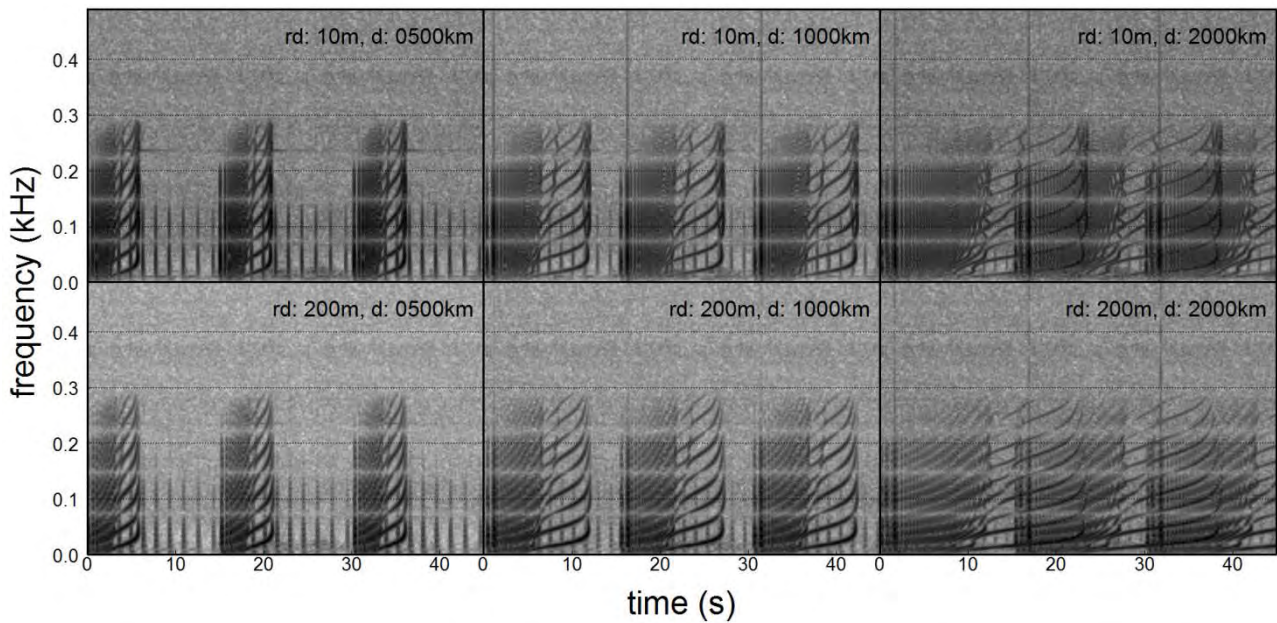 rd: 10m, d: 0500km
rd: 10m, d: 1000km
rd: 10m, d: 2000km
0.4
0.3
0.2
0.1
0.0
rd: 200m, d: 0500km
rd: 200m, d: 1000km
rd: 200m, d: 2000km
0.4
0.3
0.2
0.1
0.0
frequency (kHz)
0 10 20 30 40 0 10 20 30 40 0 10 20 30 40
time (s)